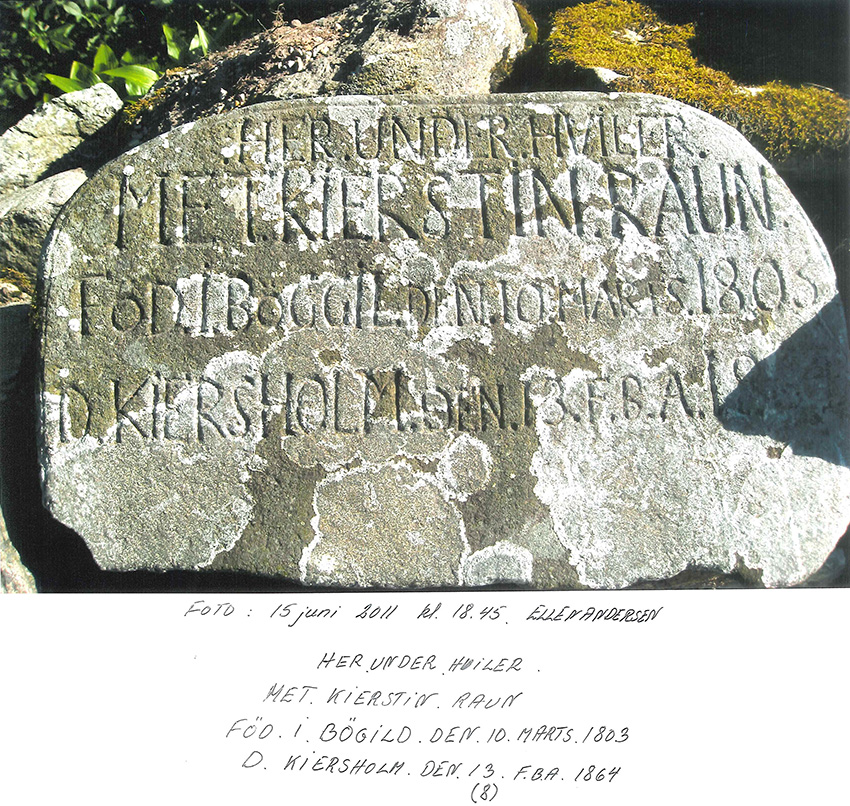 HER.UNDER.HVILER.
MET.KIERSTIN.RAUN.
FÖD.I.BÖGGIL.DEN.10.MARTS.1803
D.KIERSHOLM.DEN.13.F.B.A.18
FOTO : 15 juni 2011 kl. 18.45. ELLEN ANDERSEN
HER.UNDER.HVILER.
MET.KIERSTIN.RAUN
FÖD.I.BÖGILD.DEN.10.MARTS.1803
D.KIERSHOLM.DEN.13.F.B.A.1864
(8)